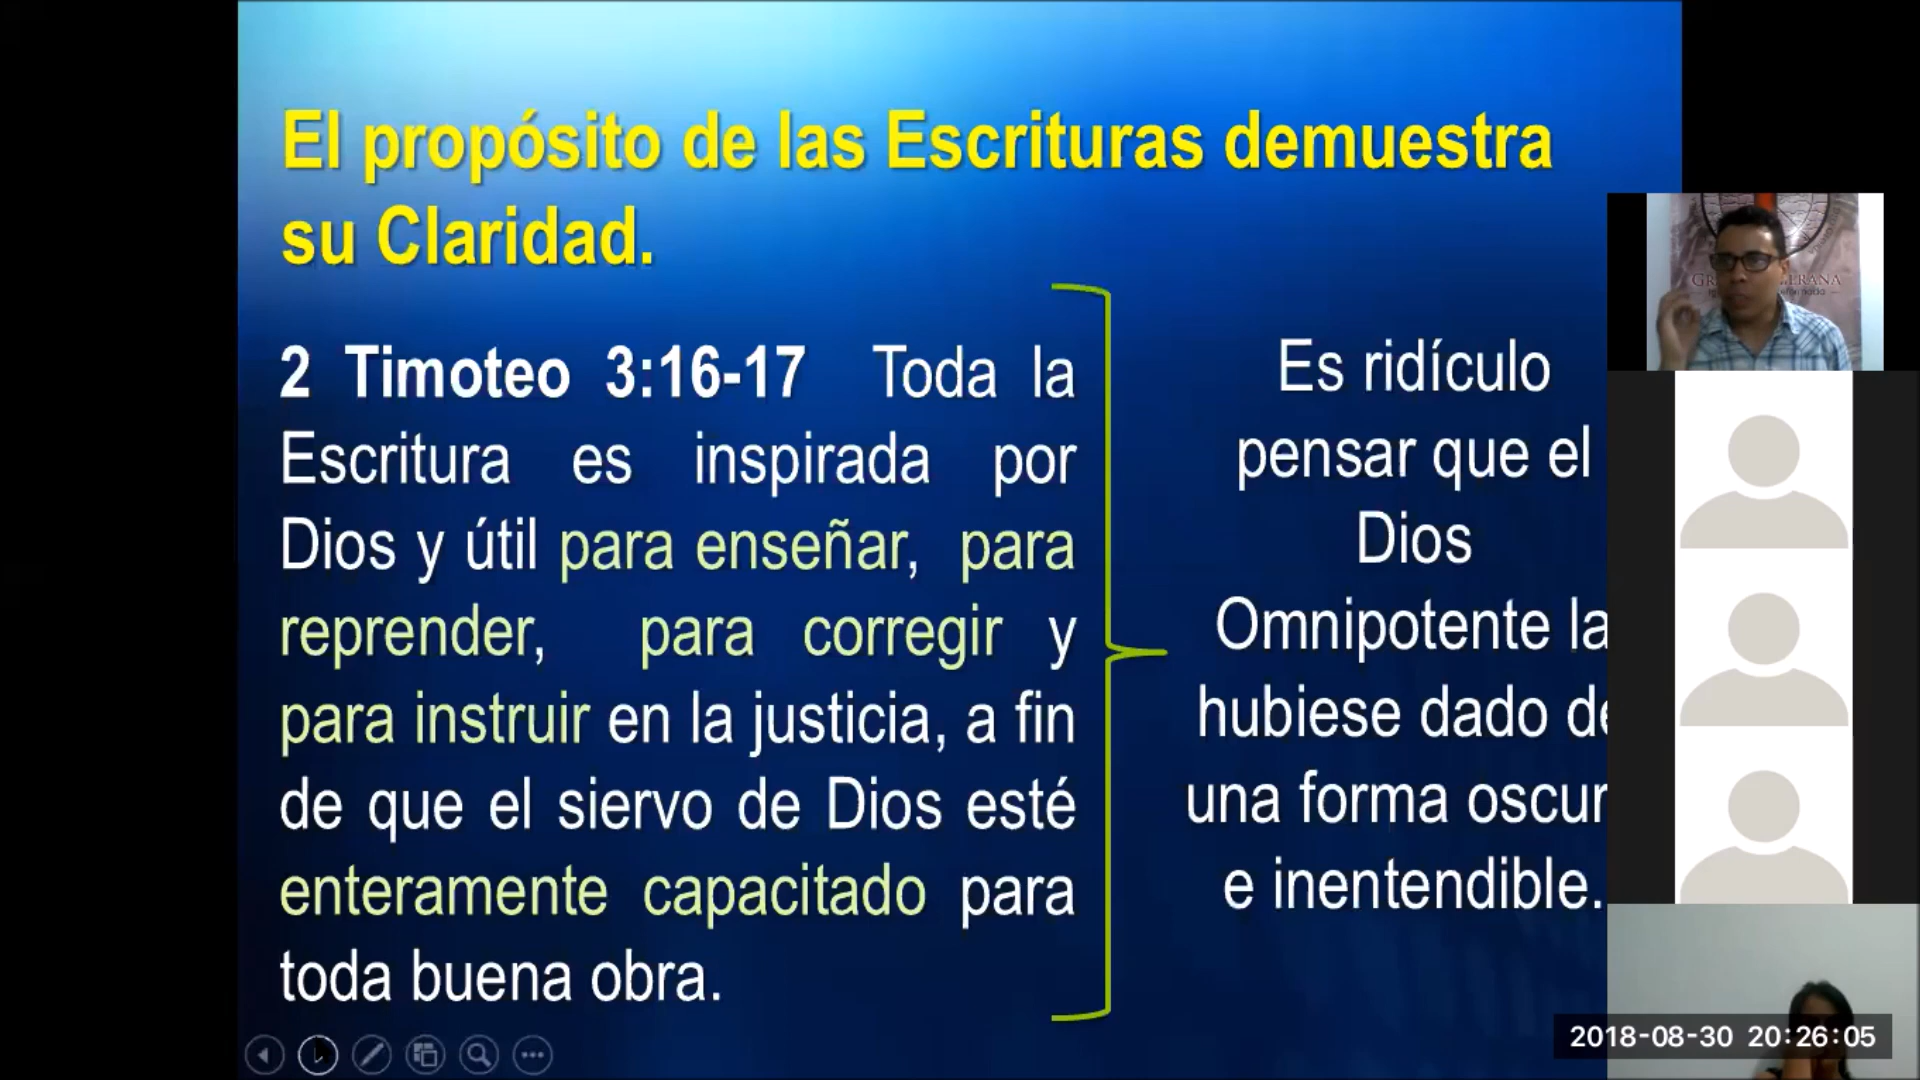 El propósito de las Escrituras demuestra
su Claridad.
2 Timoteo 3:16-17 Toda la
Escritura es inspirada por
Dios y útil para enseñar, para
reprender, para corregir y
para instruir en la justicia, a fin
de que el siervo de Dios esté
enteramente capacitado para
toda buena obra.
Es ridículo
pensar que el
Dios
Omnipotente la
hubiese dado de
una forma oscur
e inentendible.
2018-08-30 20:26:05